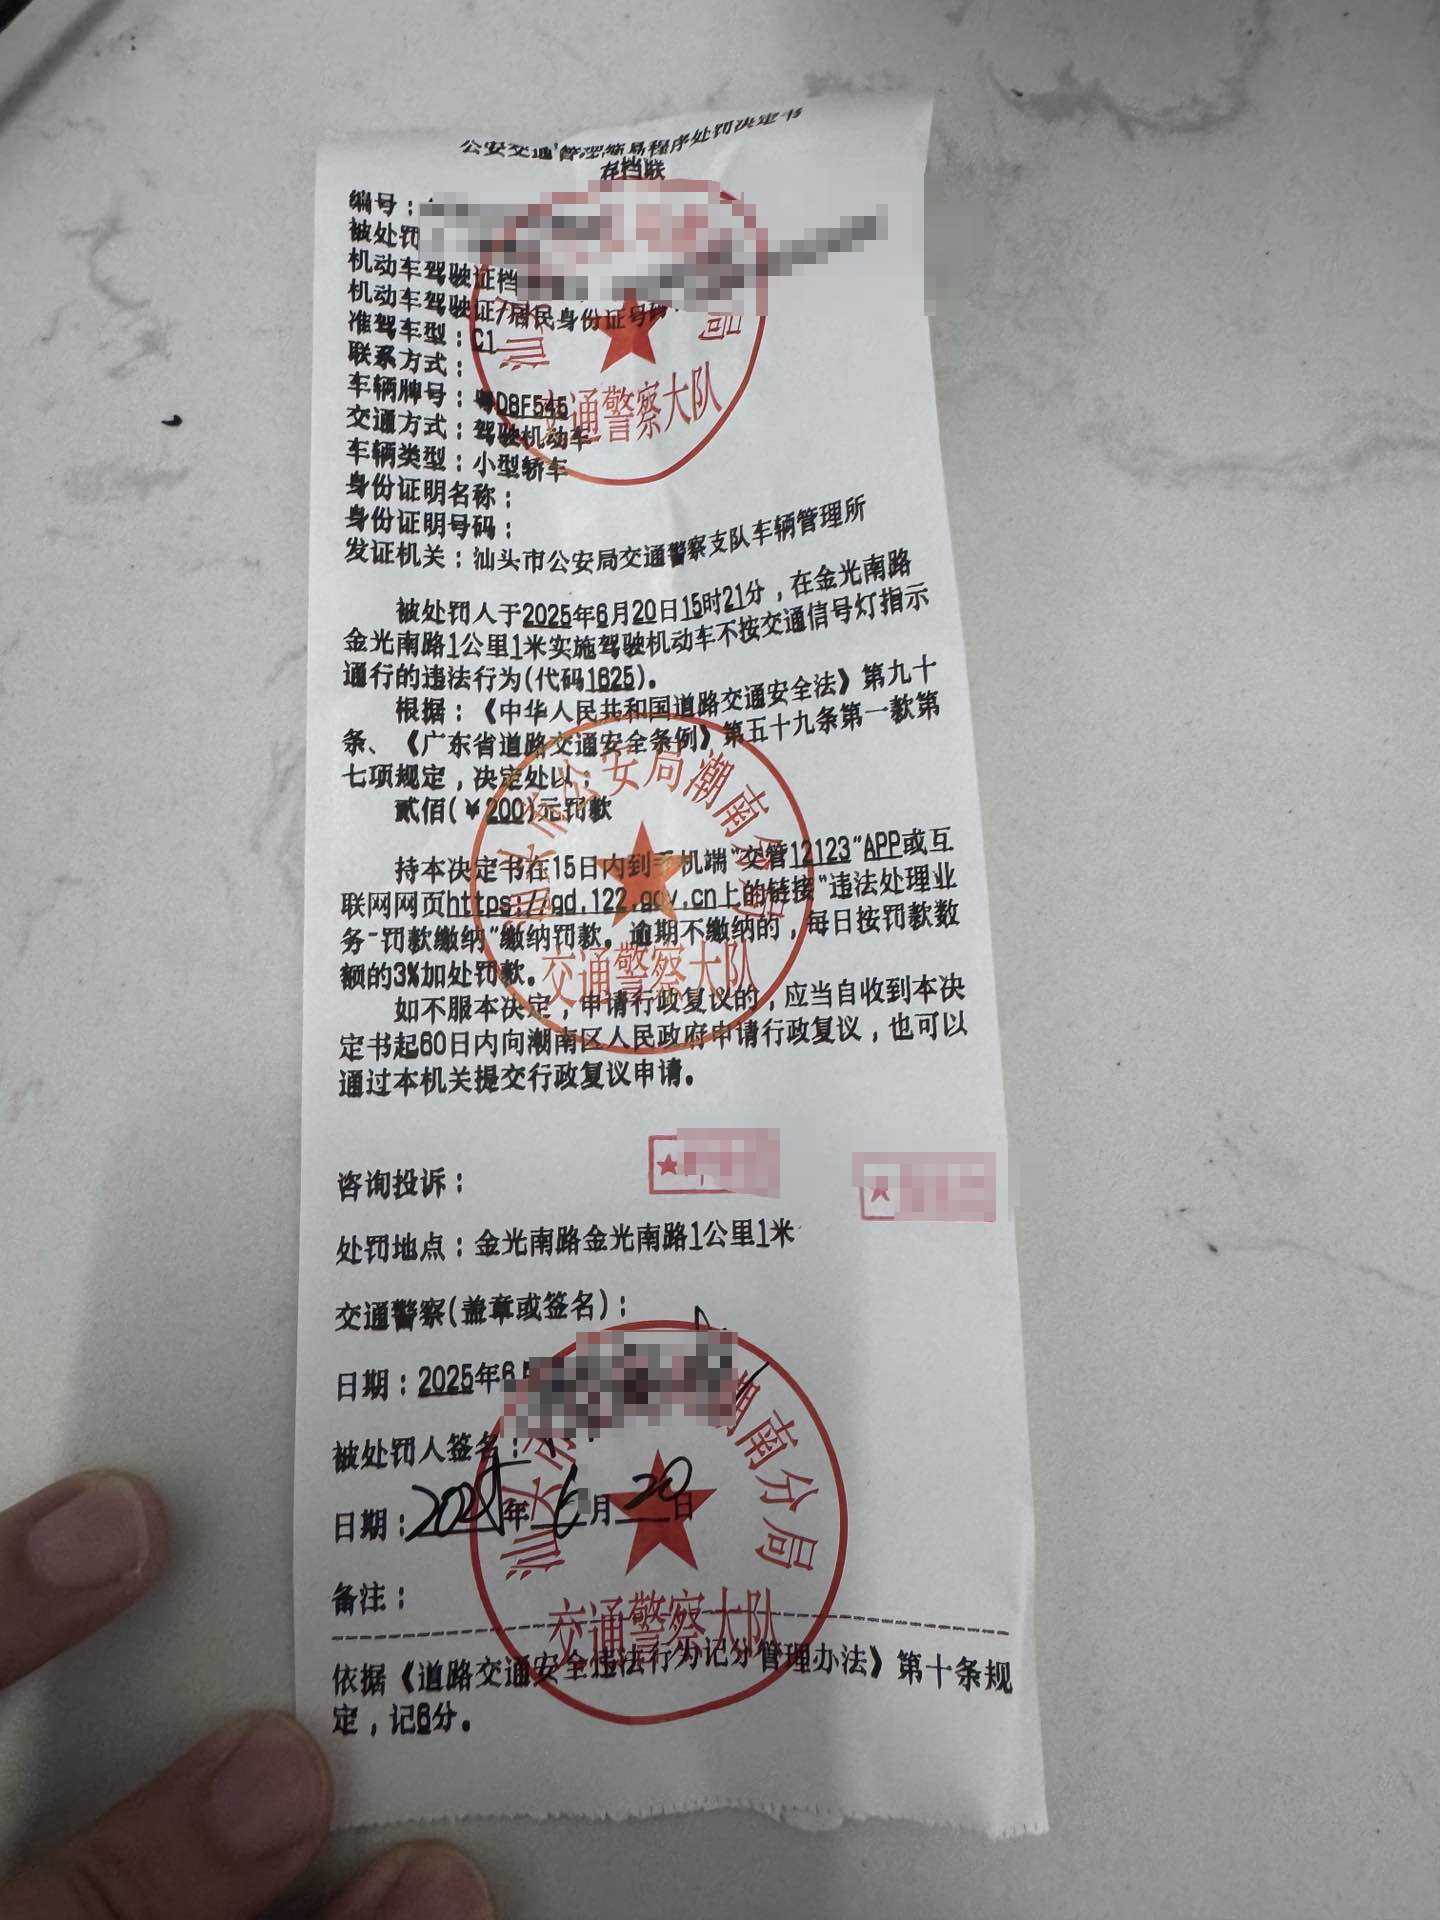 公安交通管理简易程序处罚决定书
存档联
编号：
被处罚
机动车驾驶证档
机动车驾驶证/居民身份证号码
准驾车型：C1
联系方式：
车辆牌号：粤D8F545
交通方式：驾驶机动车
车辆类型：小型轿车
身份证明名称：
身份证明号码：
发证机关：汕头市公安局交通警察支队车辆管理所
被处罚人于2025年6月20日15时21分，在金光南路
金光南路1公里1米实施驾驶机动车不按交通信号灯指示
通行的违法行为(代码1625)。
根据：《中华人民共和国道路交通安全法》第九十
条、《广东省道路交通安全条例》第五十九条第一款第
七项规定，决定处以：
贰佰(￥200)元罚款
持本决定书在15日内到手机端"交管12123"APP或互
联网网页https://gd.122.gov.cn上的链接"违法处理业
务-罚款缴纳"缴纳罚款。逾期不缴纳的，每日按罚款数
额的3%加处罚款。
如不服本决定，申请行政复议的，应当自收到本决
定书起60日内向潮南区人民政府申请行政复议，也可以
通过本机关提交行政复议申请。
咨询投诉：
处罚地点：金光南路金光南路1公里1米
交通警察(盖章或签名)：
日期：2025年6月
被处罚人签名：
日期：2025年6月20日
备注：
依据《道路交通安全违法行为记分管理办法》第十条规
定，记6分。
汕 局
交通警察大队
汕头市公安局潮南分局
交通警察大队
汕头市 潮南分局
交通警察大队